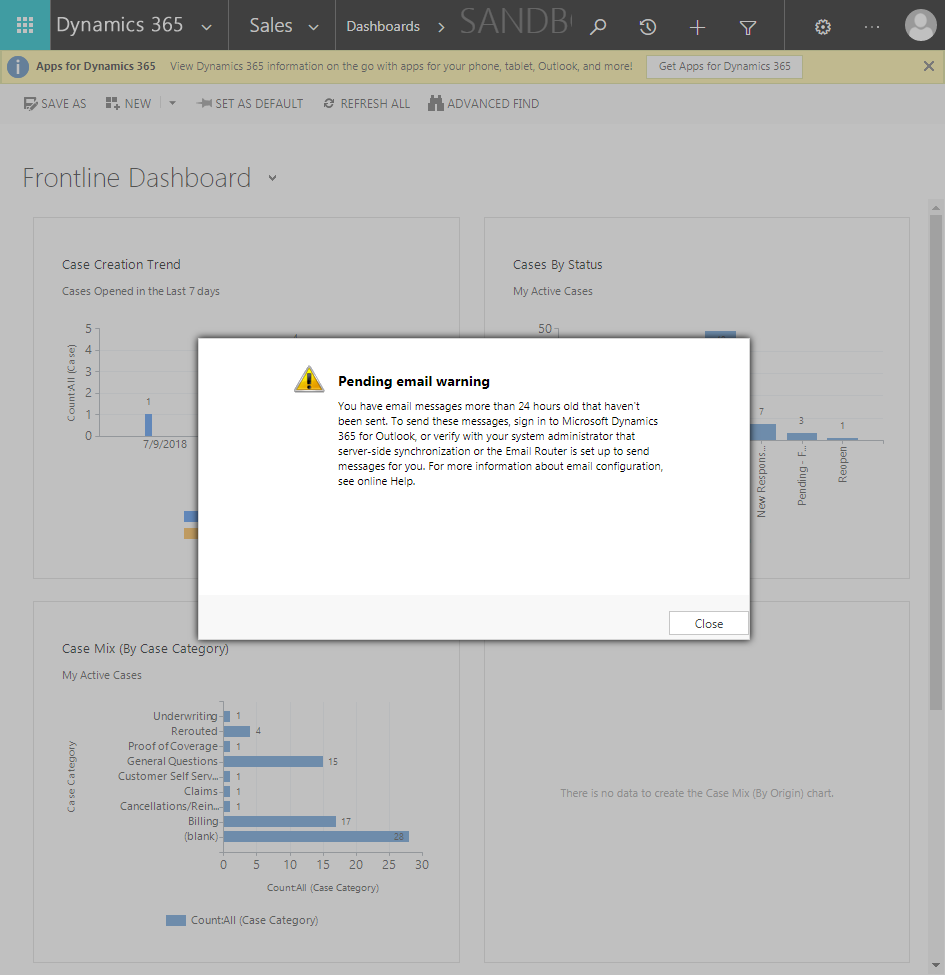 Dynamics 365 Sales Dashboards SANDB
Apps for Dynamics 365 View Dynamics 365 information on the go with apps for your phone, tablet, Outlook, and more! Get Apps for Dynamics 365
SAVE AS NEW SET AS DEFAULT REFRESH ALL ADVANCED FIND
Frontline Dashboard
Case Creation Trend
Cases Opened in the Last 7 days
Count:All (Case)
5
4
3
2
1
0
1
7/9/2018
Cases By Status
My Active Cases
50
7
3
1
New Respons...
Pending - F...
Reopen
Pending email warning
You have email messages more than 24 hours old that haven't
been sent. To send these messages, sign in to Microsoft Dynamics
365 for Outlook, or verify with your system administrator that
server-side synchronization or the Email Router is set up to send
messages for you. For more information about email configuration,
see online Help.
Close
Case Mix (By Case Category)
My Active Cases
Case Category
Underwriting 1
Rerouted 4
Proof of Coverage 1
General Questions 15
Customer Self Serv... 1
Claims 1
Cancellations/Rein... 1
Billing 17
(blank) 28
0 5 10 15 20 25 30
Count:All (Case Category)
Count:All (Case Category)
There is no data to create the Case Mix (By Origin) chart.